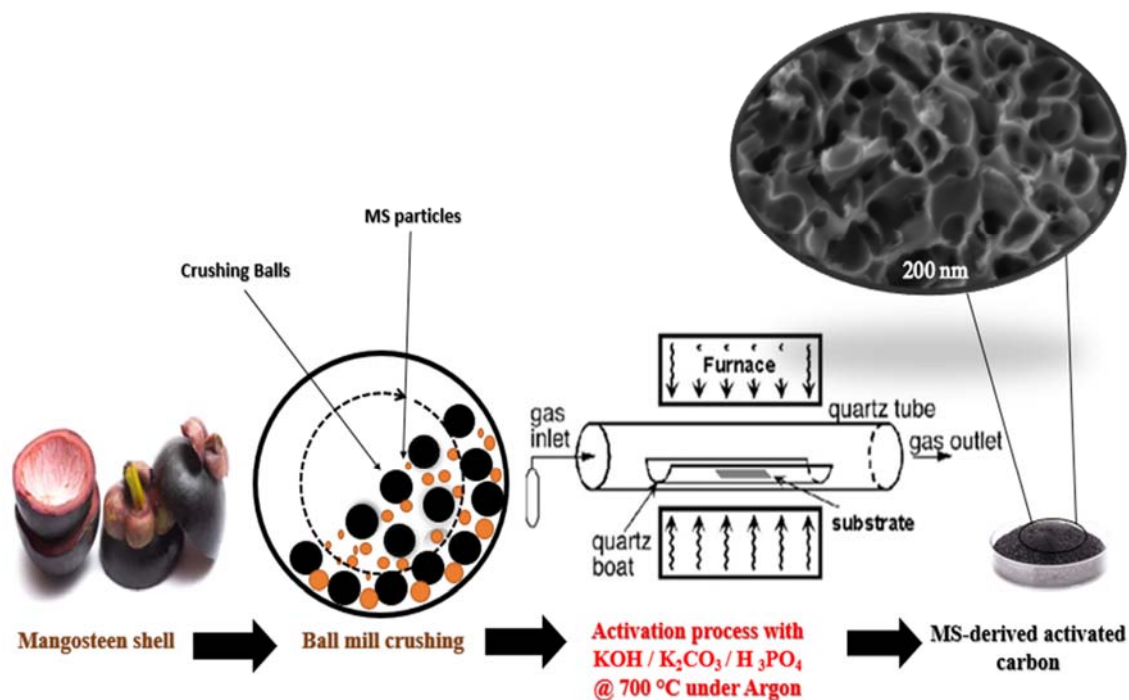 200 nm
MS particles
Crushing Balls
Furnace
gas
inlet
quartz tube
gas outlet
substrate
quartz
boat
Mangosteen shell
Ball mill crushing
Activation process with
KOH / K₂CO₃ / H ₃PO₄
@ 700 °C under Argon
MS-derived activated
carbon